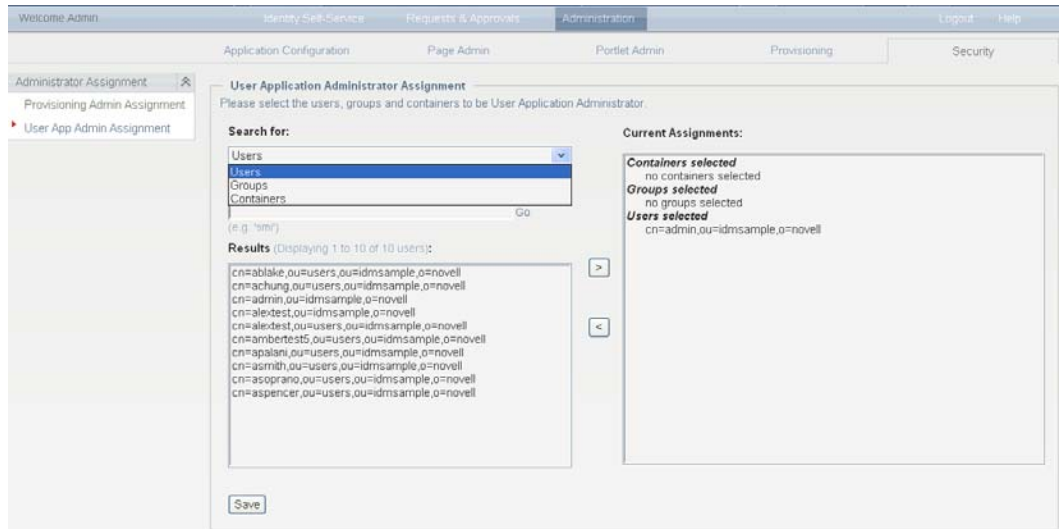 Welcome Admin Identity Self-Service Requests & Approvals Administration Logout Help
Application Configuration Page Admin Portlet Admin Provisioning Security
Administrator Assignment
Provisioning Admin Assignment
User App Admin Assignment
User Application Administrator Assignment
Please select the users, groups and containers to be User Application Administrator.
Search for:
Users
Users
Groups
Containers
Go
(e.g. 'smi')
Results (Displaying 1 to 10 of 10 users):
cn=ablake,ou=users,ou=idmsample,o=novell
cn=achung,ou=users,ou=idmsample,o=novell
cn=admin,ou=idmsample,o=novell
cn=alextest,ou=idmsample,o=novell
cn=alextest,ou=users,ou=idmsample,o=novell
cn=ambertest5,ou=users,ou=idmsample,o=novell
cn=apalani,ou=users,ou=idmsample,o=novell
cn=asmith,ou=users,ou=idmsample,o=novell
cn=asoprano,ou=users,ou=idmsample,o=novell
cn=aspencer,ou=users,ou=idmsample,o=novell
>
<
Current Assignments:
Containers selected
no containers selected
Groups selected
no groups selected
Users selected
cn=admin,ou=idmsample,o=novell
Save